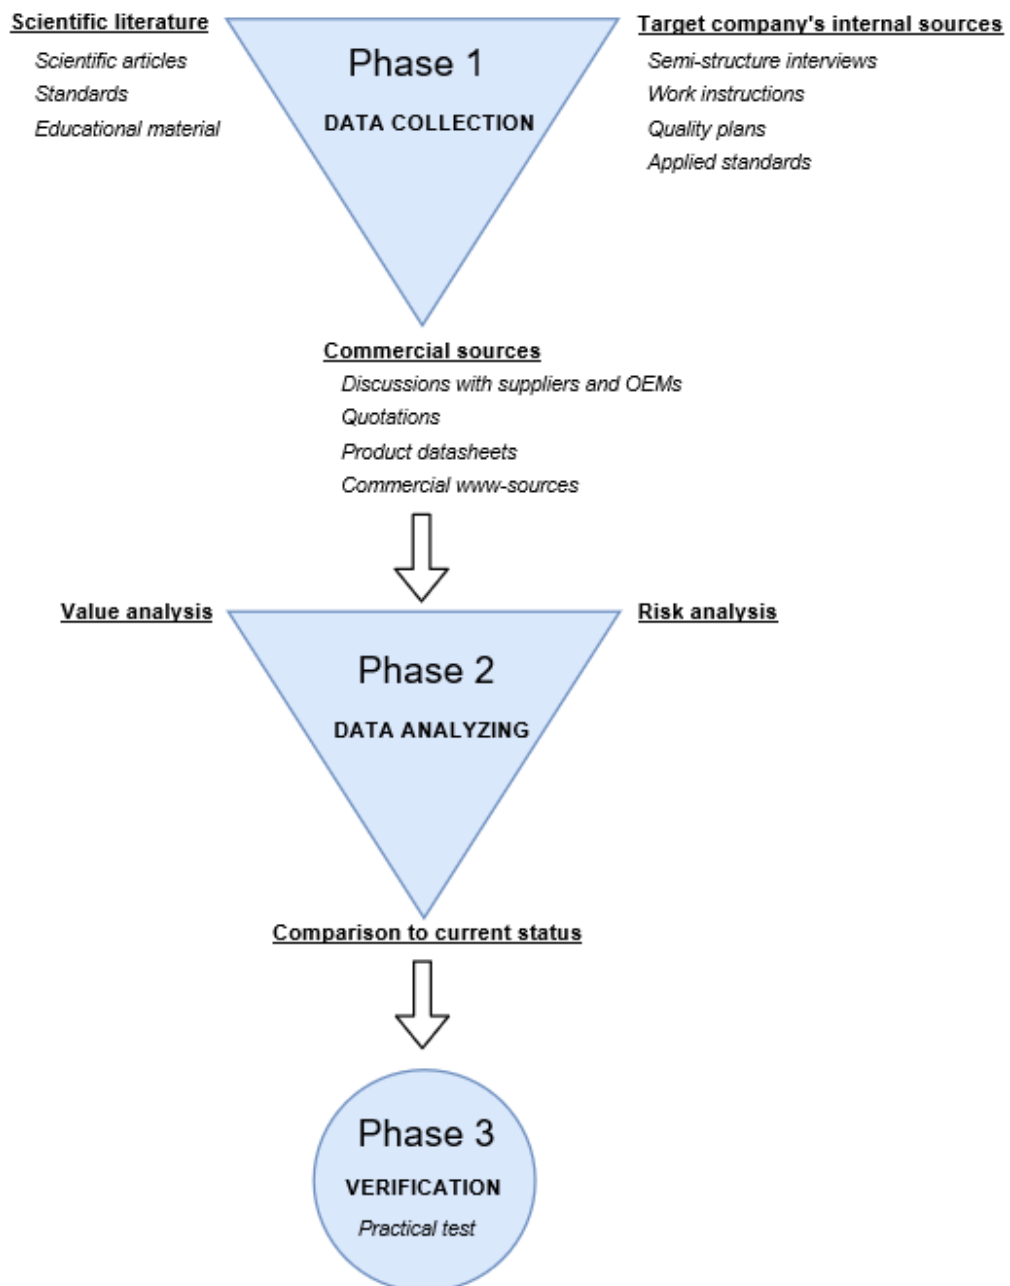 Scientific literature
Scientific articles
Standards
Educational material
Phase 1
DATA COLLECTION
Target company's internal sources
Semi-structure interviews
Work instructions
Quality plans
Applied standards
Commercial sources
Discussions with suppliers and OEMs
Quotations
Product datasheets
Commercial www-sources
Value analysis
Phase 2
DATA ANALYZING
Risk analysis
Comparison to current status
Phase 3
VERIFICATION
Practical test